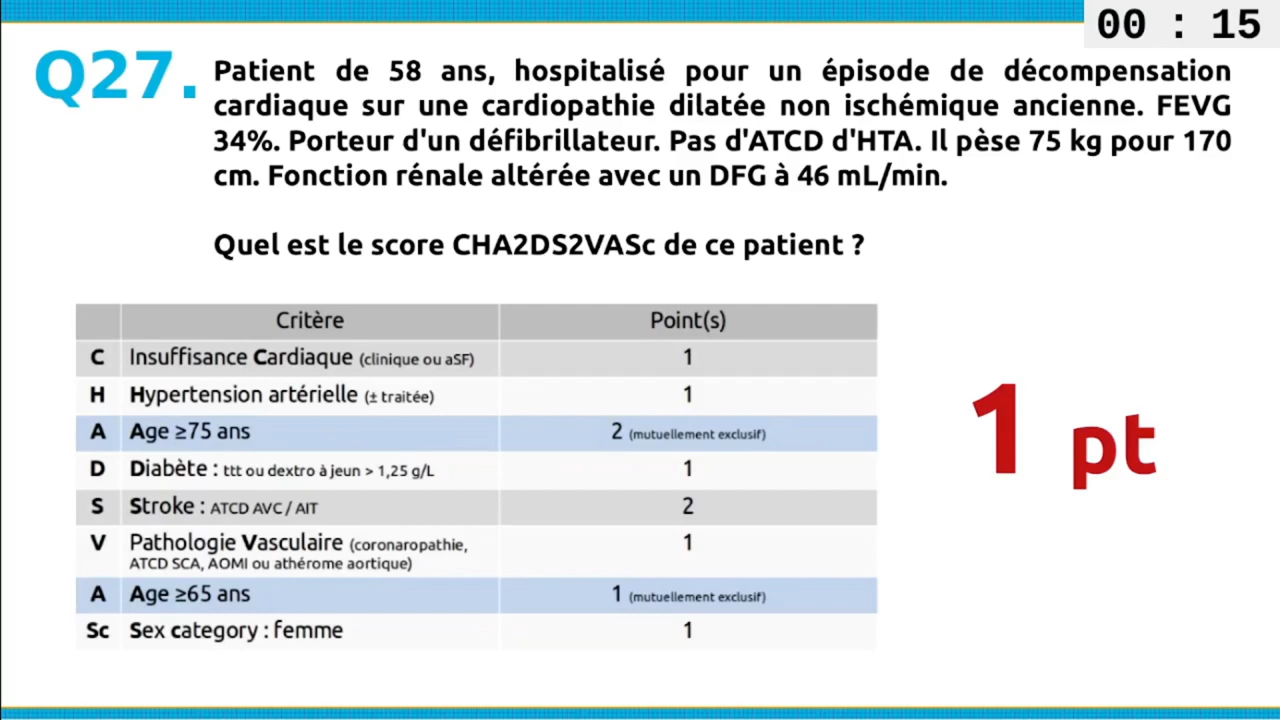 00 : 15
Q27.
Patient de 58 ans, hospitalisé pour un épisode de décompensation
cardiaque sur une cardiopathie dilatée non ischémique ancienne. FEVG
34%. Porteur d'un défibrillateur. Pas d'ATCD d'HTA. Il pèse 75 kg pour 170
cm. Fonction rénale altérée avec un DFG à 46 mL/min.
Quel est le score CHA2DS2VASc de ce patient ?
Critère Point(s)
C Insuffisance Cardiaque (clinique ou aSF) 1
H Hypertension artérielle (± traitée) 1
A Age ≥75 ans 2 (mutuellement exclusif)
D Diabète : ttt ou dextro à jeun > 1,25 g/L 1
S Stroke : ATCD AVC / AIT 2
V Pathologie Vasculaire (coronaropathie, 1
ATCD SCA, AOMI ou athérome aortique)
A Age ≥65 ans 1 (mutuellement exclusif)
Sc Sex category : femme 1
1 pt